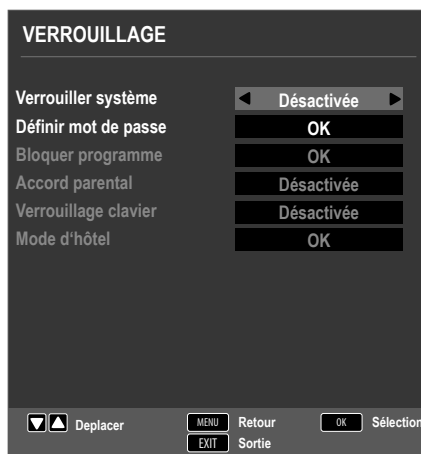 VERROUILLAGE
Verrouiller système Désactivée
Définir mot de passe OK
Bloquer programme OK
Accord parental Désactivée
Verrouillage clavier Désactivée
Mode d‘hôtel OK
Deplacer MENU Retour OK Sélection
EXIT Sortie